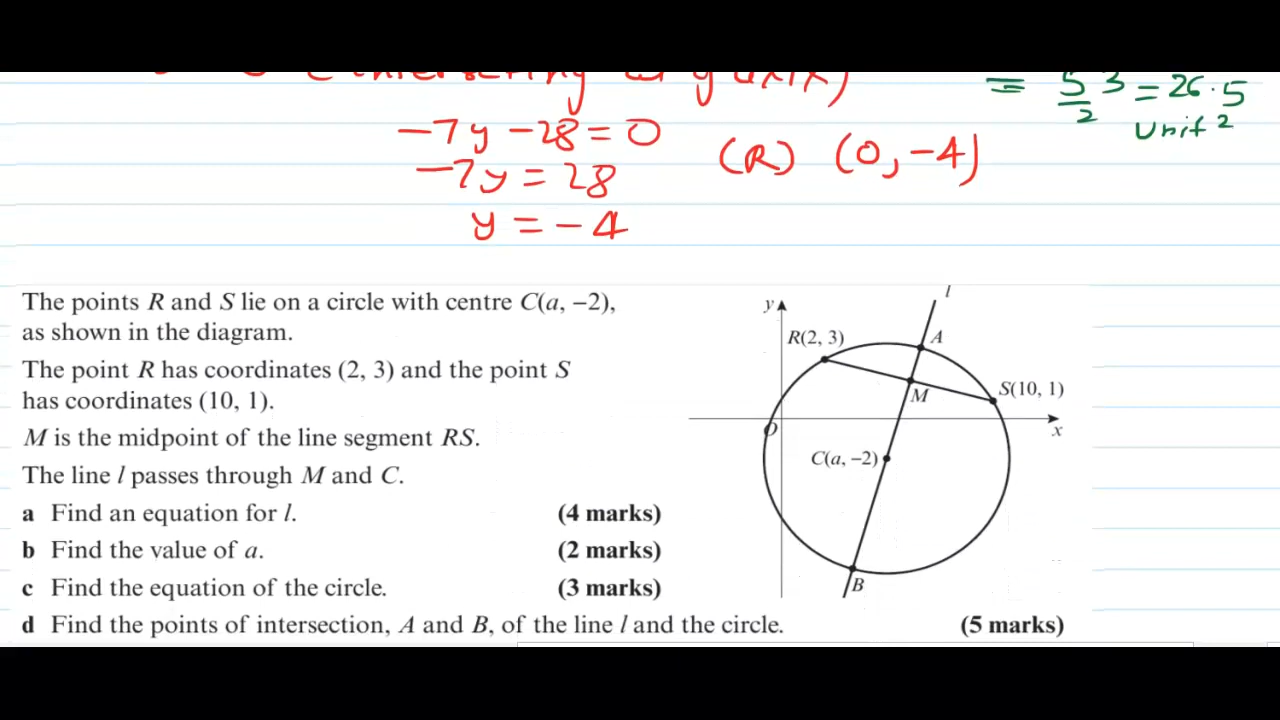 = 53/2 = 26.5
unit²
-7y - 28 = 0
(R) (0, -4)
-7y = 28
y = -4
The points R and S lie on a circle with centre C(a, −2),
as shown in the diagram.
The point R has coordinates (2, 3) and the point S
has coordinates (10, 1).
M is the midpoint of the line segment RS.
The line l passes through M and C.
a Find an equation for l. (4 marks)
b Find the value of a. (2 marks)
c Find the equation of the circle. (3 marks)
d Find the points of intersection, A and B, of the line l and the circle. (5 marks)
l
y
R(2, 3)
A
S(10, 1)
M
O
x
C(a, −2)
B